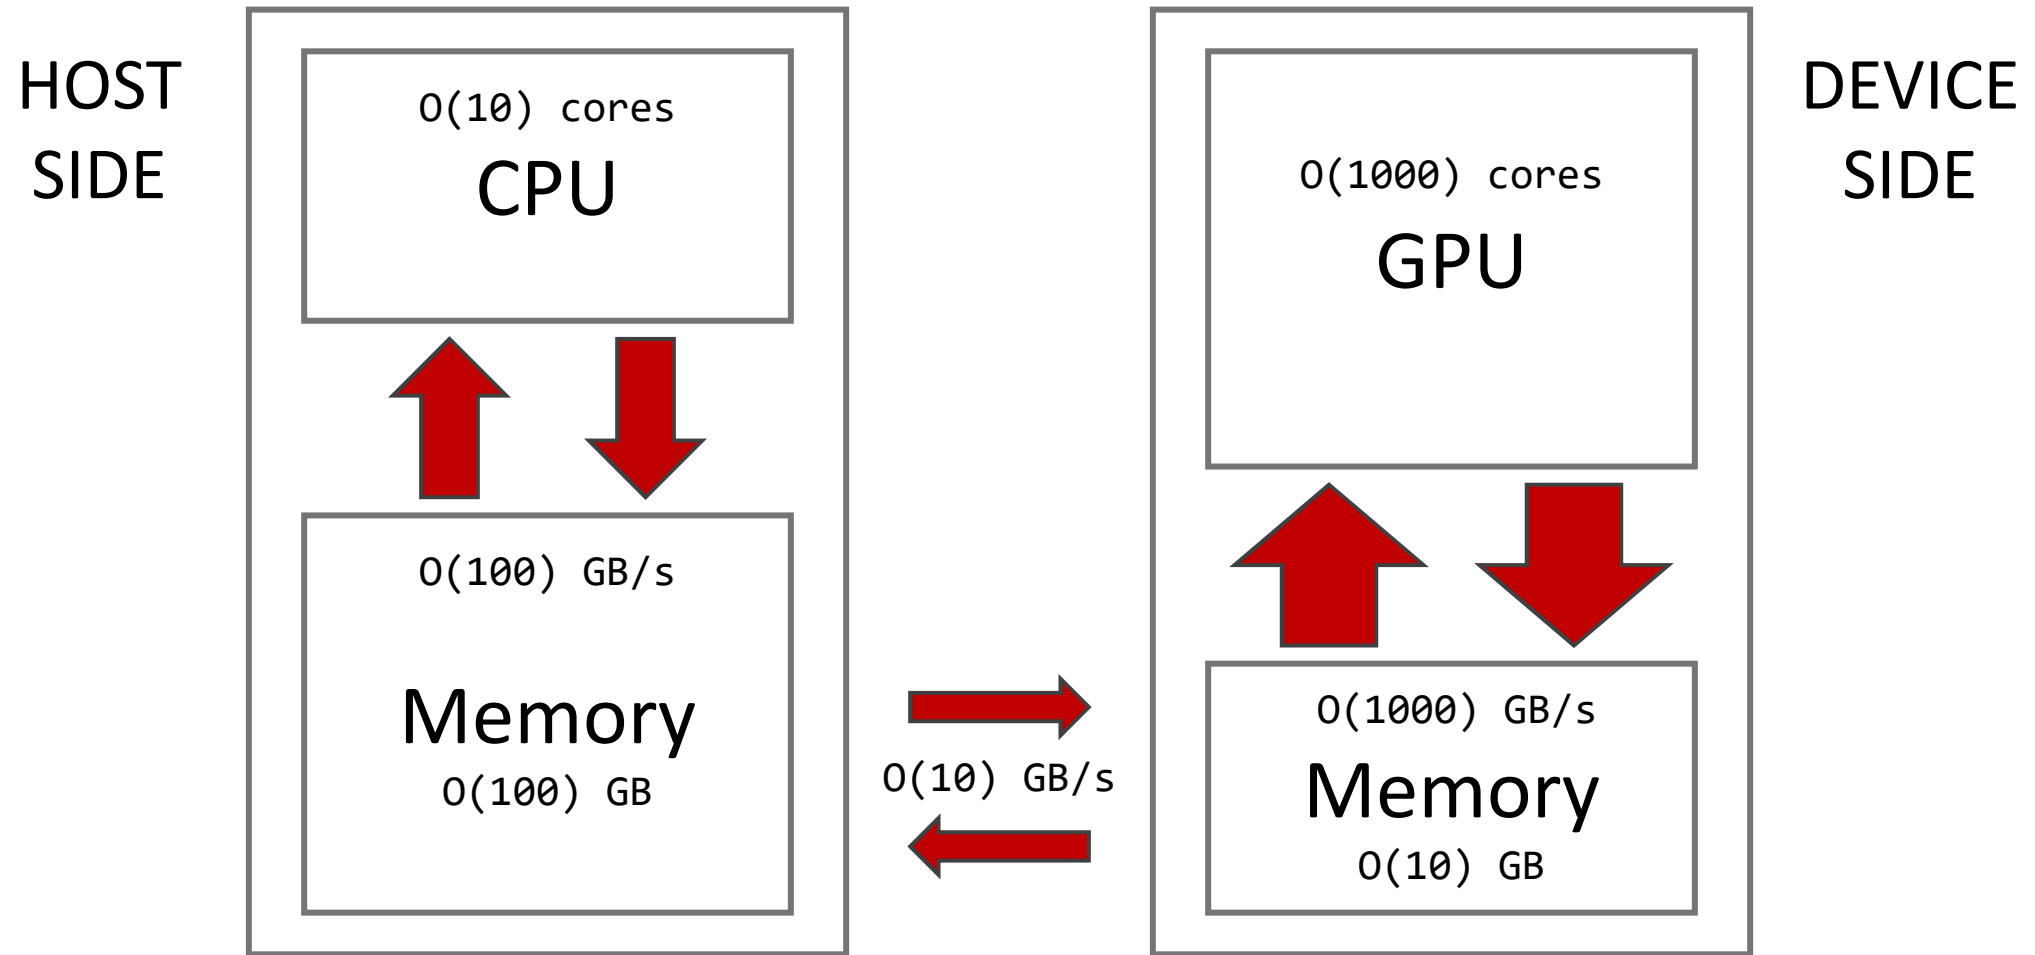 HOST
SIDE
O(10) cores
CPU
O(100) GB/s
Memory
O(100) GB
O(10) GB/s
O(1000) cores
GPU
O(1000) GB/s
Memory
O(10) GB
DEVICE
SIDE